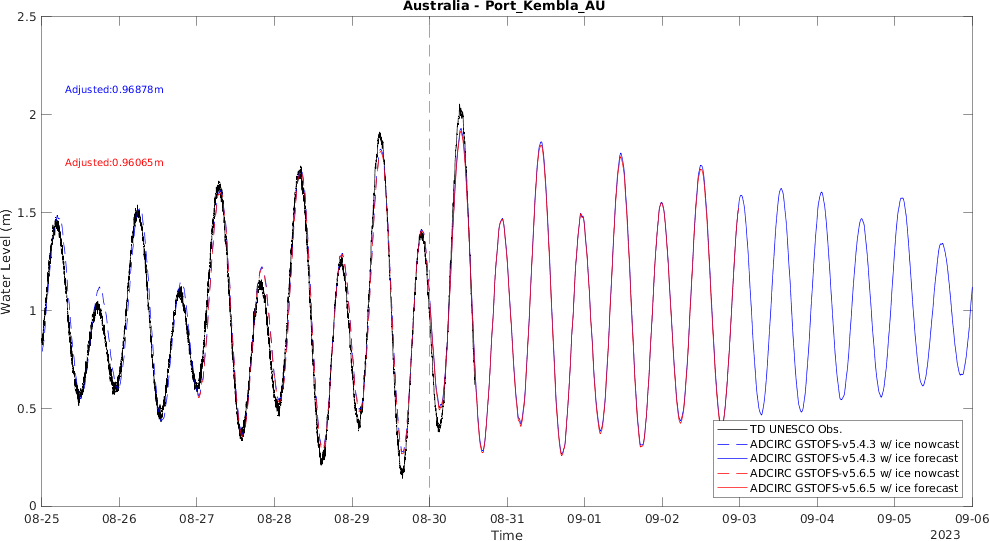 Australia - Port_Kembla_AU
2.5
2
1.5
1
0.5
0
Water Level (m)
Adjusted:0.96878m
Adjusted:0.96065m
TD UNESCO Obs.
ADCIRC GSTOFS-v5.4.3 w/ ice nowcast
ADCIRC GSTOFS-v5.4.3 w/ ice forecast
ADCIRC GSTOFS-v5.6.5 w/ ice nowcast
ADCIRC GSTOFS-v5.6.5 w/ ice forecast
08-25 08-26 08-27 08-28 08-29 08-30 08-31 09-01 09-02 09-03 09-04 09-05 09-06
Time
2023